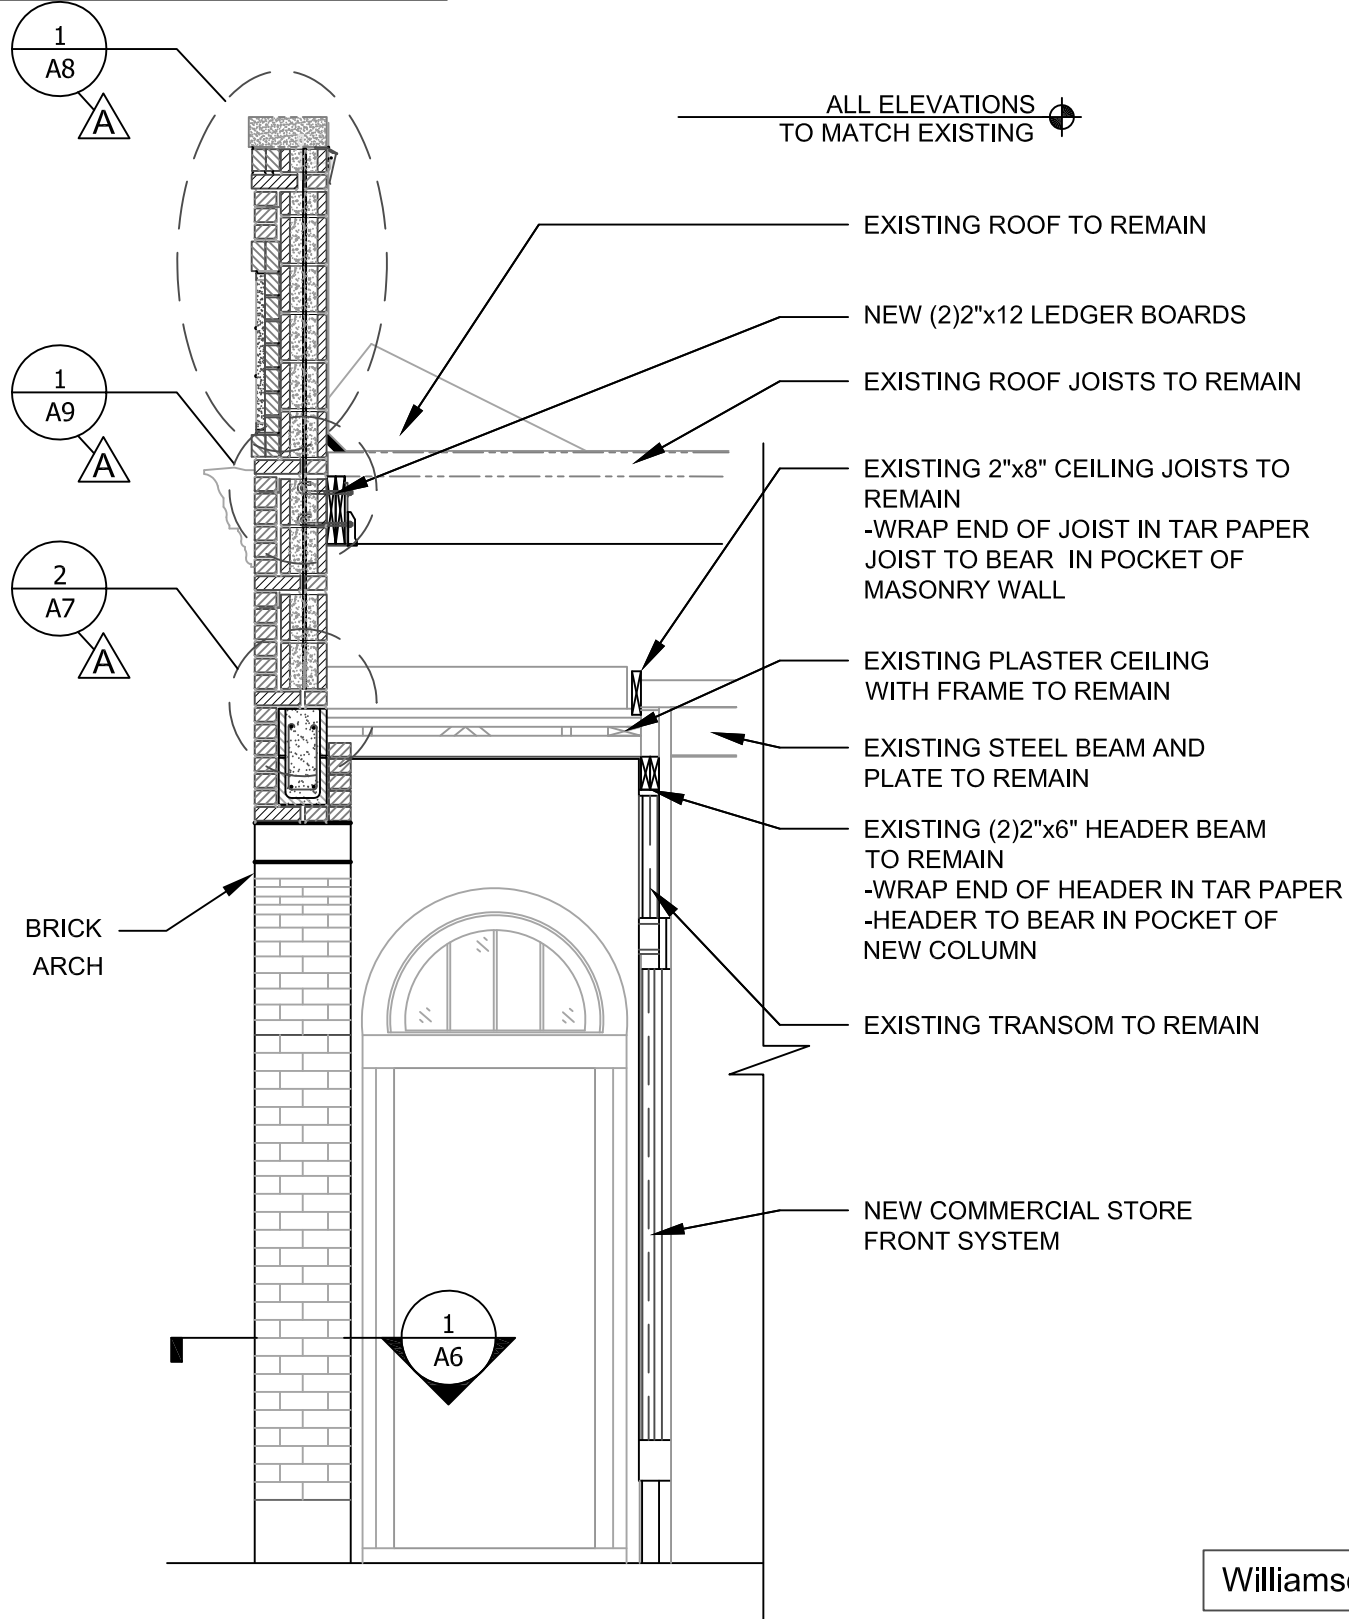 1
A8
A
ALL ELEVATIONS
TO MATCH EXISTING
EXISTING ROOF TO REMAIN
NEW (2)2"x12 LEDGER BOARDS
1
A9
A
EXISTING ROOF JOISTS TO REMAIN
EXISTING 2"x8" CEILING JOISTS TO
REMAIN
-WRAP END OF JOIST IN TAR PAPER
JOIST TO BEAR IN POCKET OF
MASONRY WALL
2
A7
A
EXISTING PLASTER CEILING
WITH FRAME TO REMAIN
EXISTING STEEL BEAM AND
PLATE TO REMAIN
EXISTING (2)2"x6" HEADER BEAM
TO REMAIN
-WRAP END OF HEADER IN TAR PAPER
-HEADER TO BEAR IN POCKET OF
NEW COLUMN
BRICK
ARCH
EXISTING TRANSOM TO REMAIN
NEW COMMERCIAL STORE
FRONT SYSTEM
1
A6